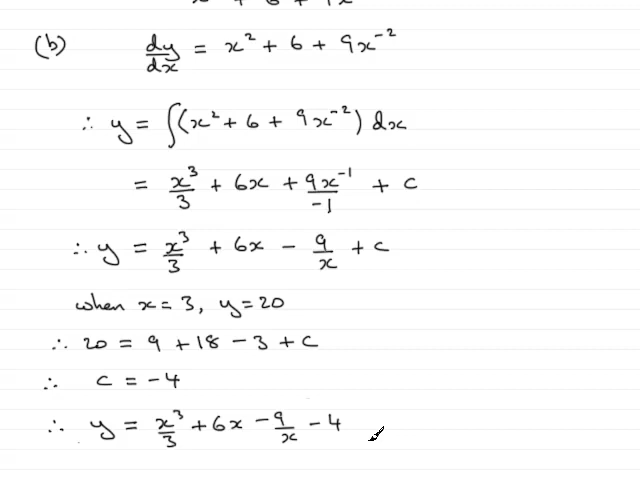 (b) dy/dx = x² + 6 + 9x⁻²
∴ y = ∫(x² + 6 + 9x⁻²) dx
= x³/3 + 6x + 9x⁻¹/-1 + c
∴ y = x³/3 + 6x - 9/x + c
when x = 3, y = 20
∴ 20 = 9 + 18 - 3 + c
∴ c = -4
∴ y = x³/3 + 6x - 9/x - 4